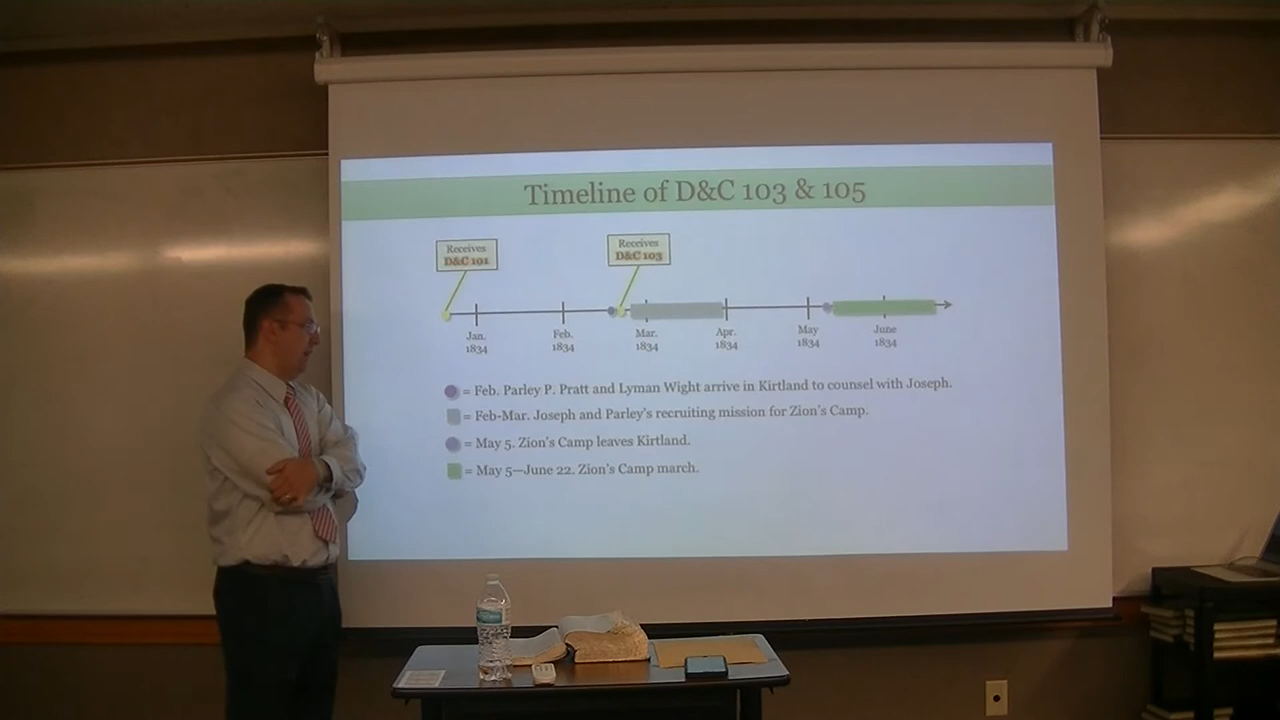 Timeline of D&C 103 & 105
Receives
D&C 101
Receives
D&C 103
Jan.
1834
Feb.
1834
Mar.
1834
Apr.
1834
May
1834
June
1834
= Feb. Parley P. Pratt and Lyman Wight arrive in Kirtland to counsel with Joseph.
= Feb-Mar. Joseph and Parley's recruiting mission for Zion's Camp.
= May 5. Zion's Camp leaves Kirtland.
= May 5—June 22. Zion's Camp march.